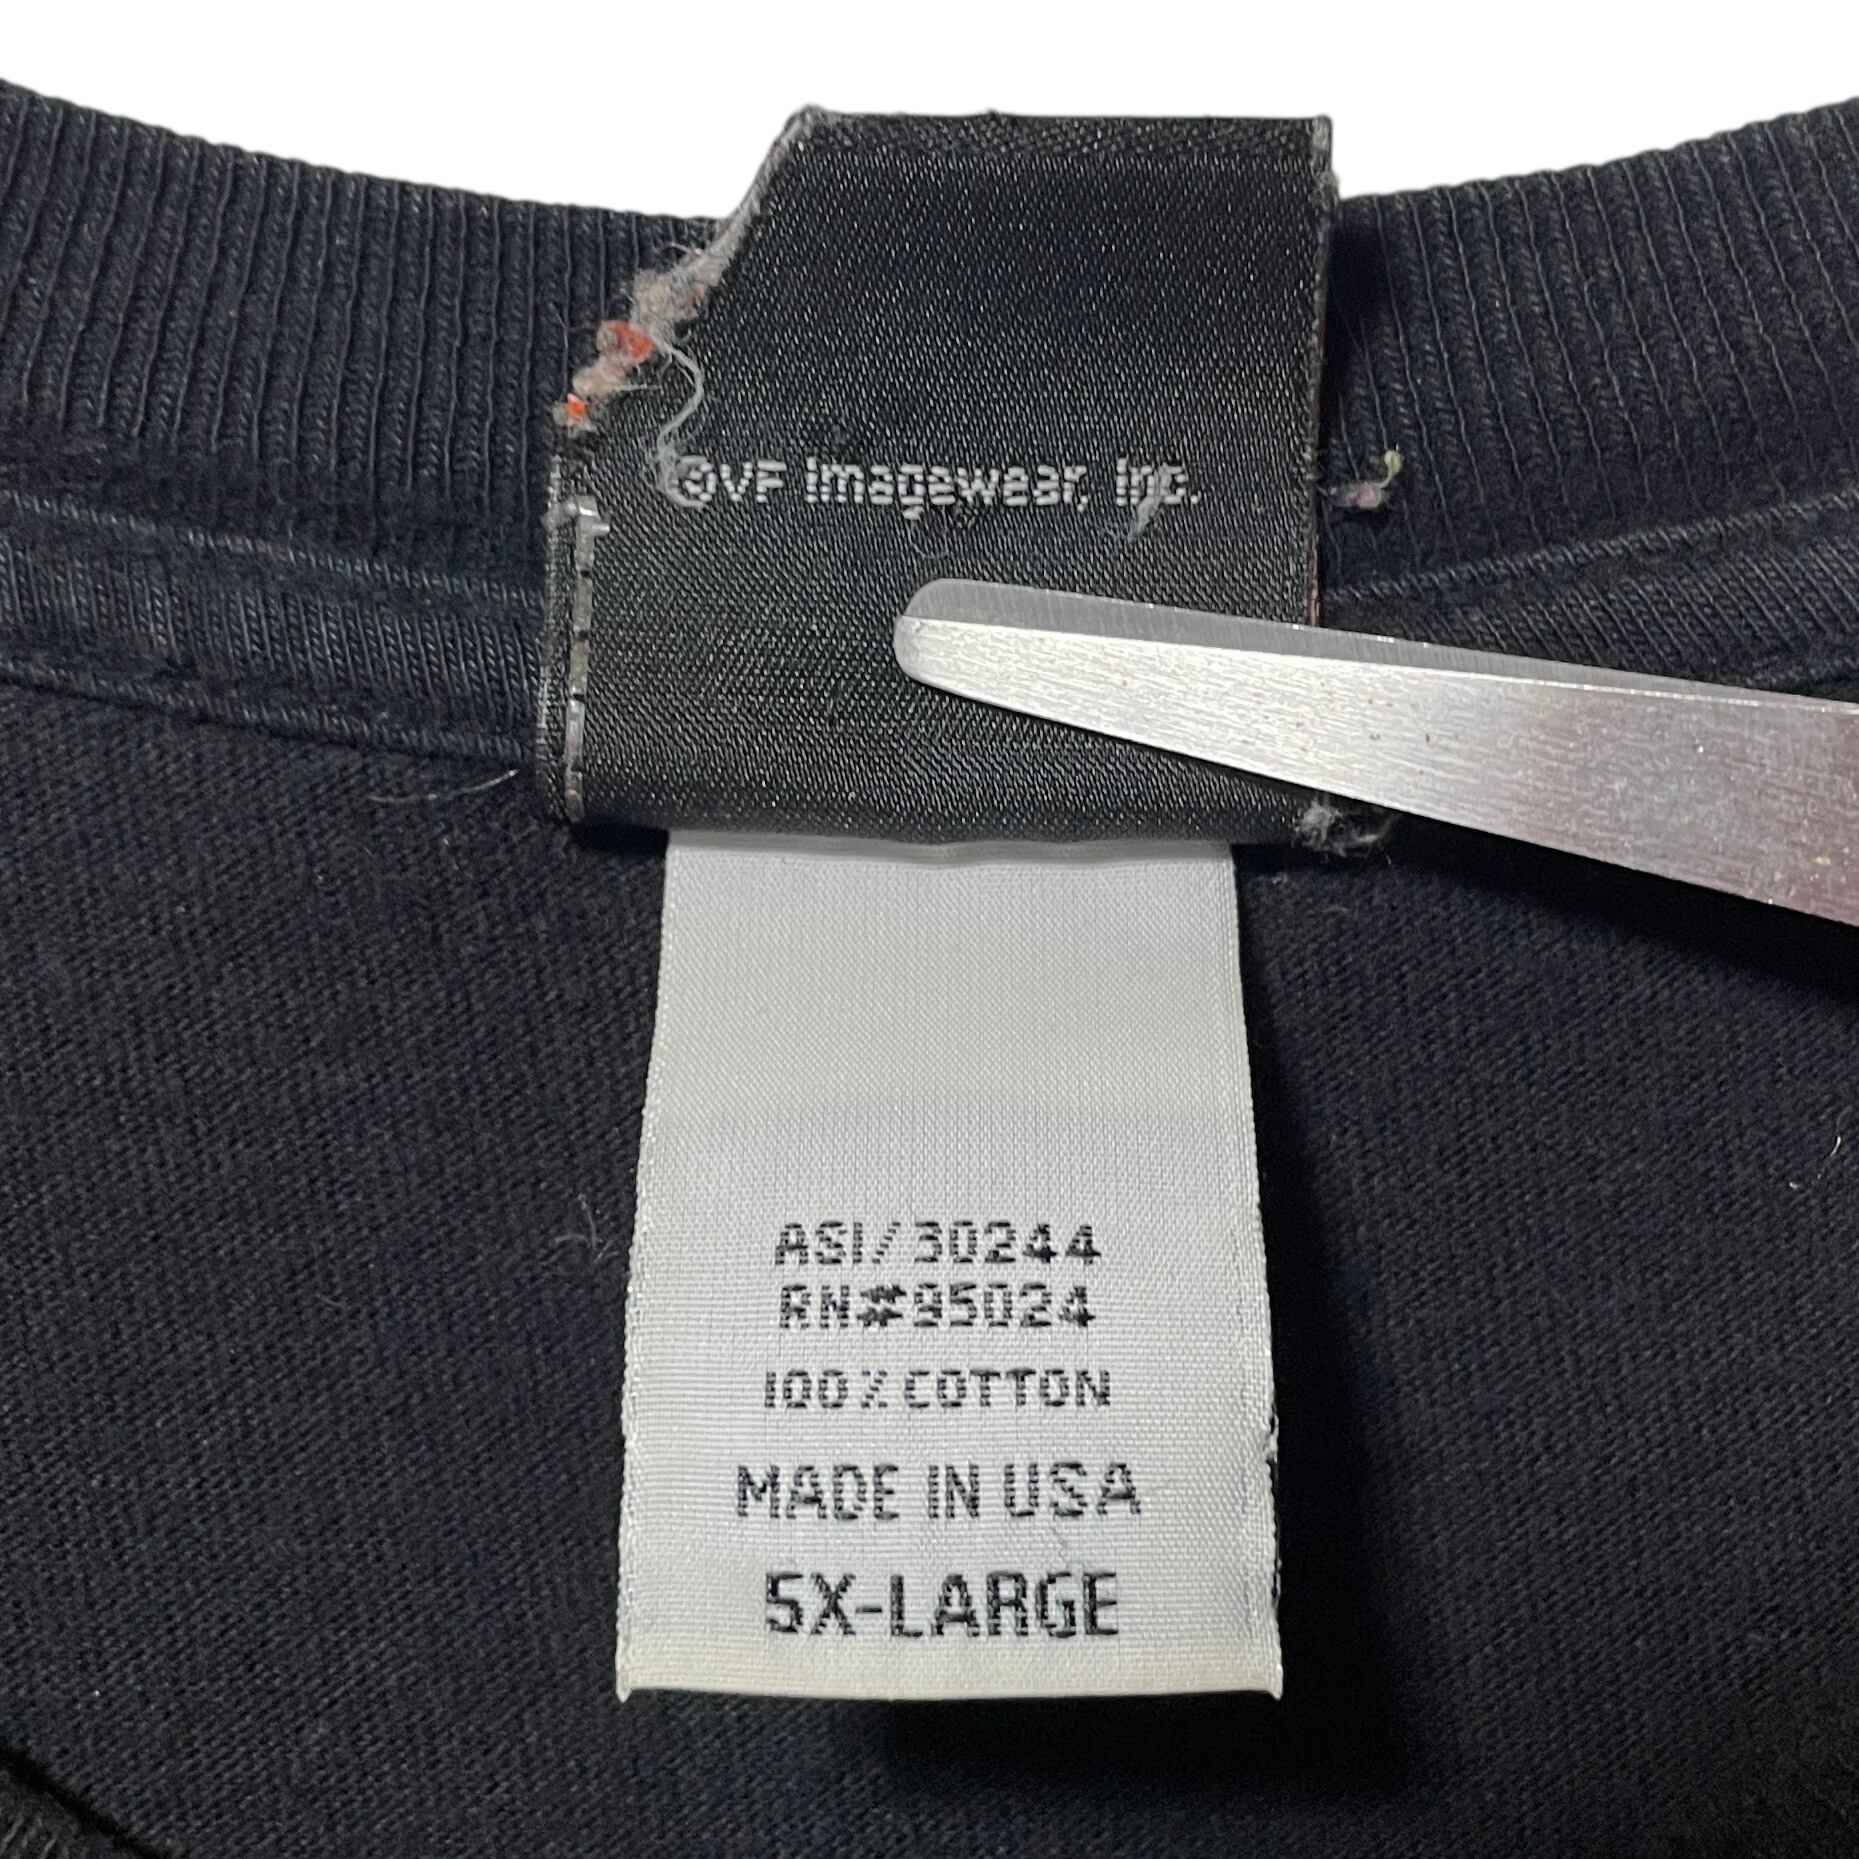 ©VF Imagewear, Inc.
ASI/30244
RN#95024
100% COTTON
MADE IN USA
5X-LARGE